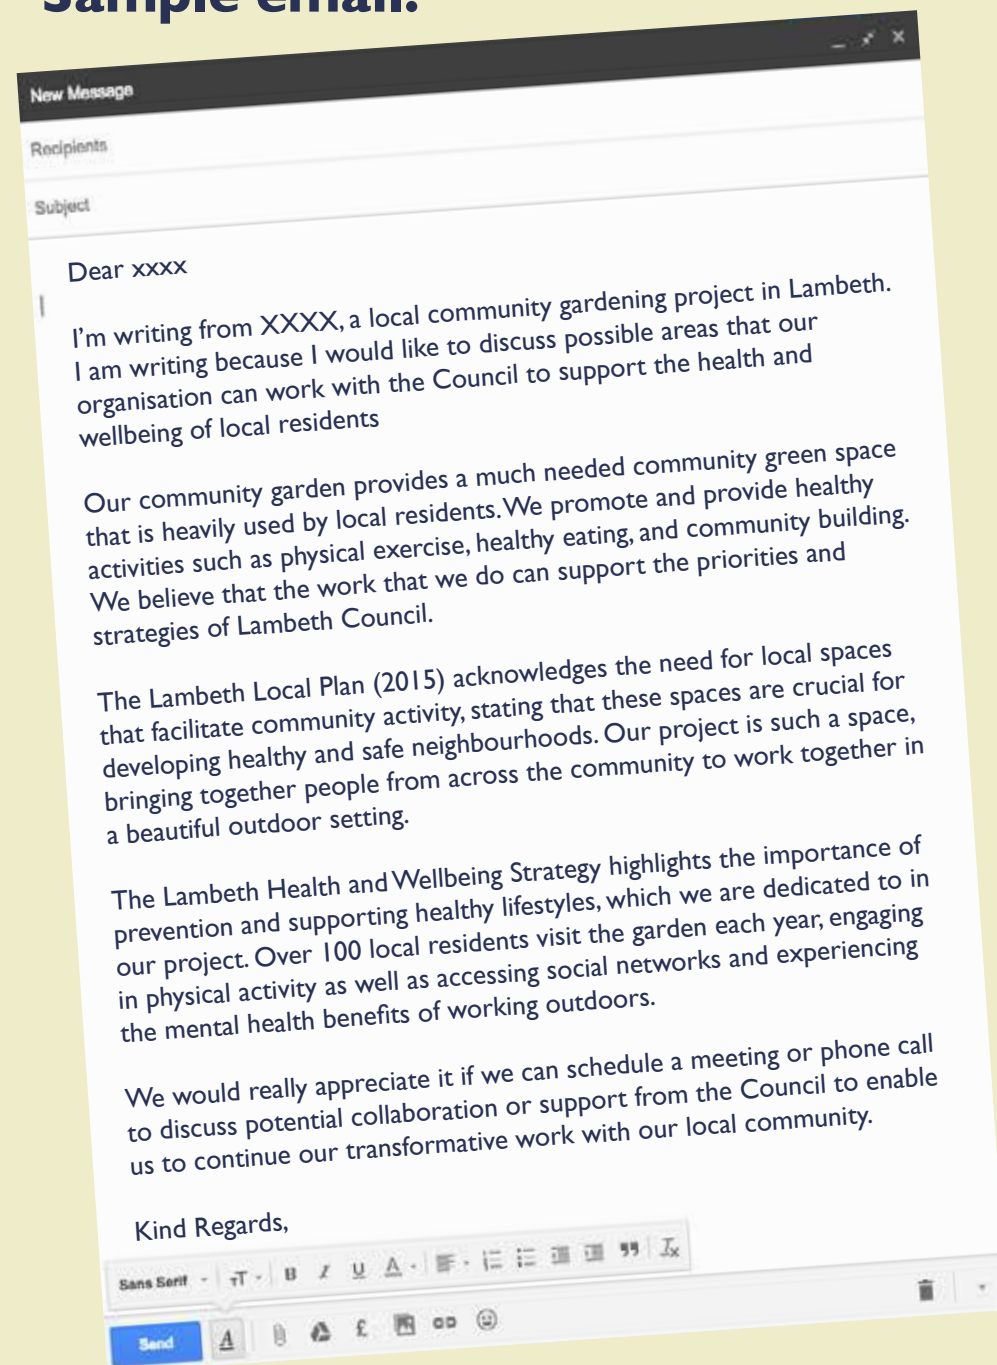 Sample email:
New Message
Recipients
Subject
Dear xxxx
I'm writing from XXXX, a local community gardening project in Lambeth.
I am writing because I would like to discuss possible areas that our
organisation can work with the Council to support the health and
wellbeing of local residents
Our community garden provides a much needed community green space
that is heavily used by local residents. We promote and provide healthy
activities such as physical exercise, healthy eating, and community building.
We believe that the work that we do can support the priorities and
strategies of Lambeth Council.
The Lambeth Local Plan (2015) acknowledges the need for local spaces
that facilitate community activity, stating that these spaces are crucial for
developing healthy and safe neighbourhoods. Our project is such a space,
bringing together people from across the community to work together in
a beautiful outdoor setting.
The Lambeth Health and Wellbeing Strategy highlights the importance of
prevention and supporting healthy lifestyles, which we are dedicated to in
our project. Over 100 local residents visit the garden each year, engaging
in physical activity as well as accessing social networks and experiencing
the mental health benefits of working outdoors.
We would really appreciate it if we can schedule a meeting or phone call
to discuss potential collaboration or support from the Council to enable
us to continue our transformative work with our local community.
Kind Regards,
Sans Serif
Send